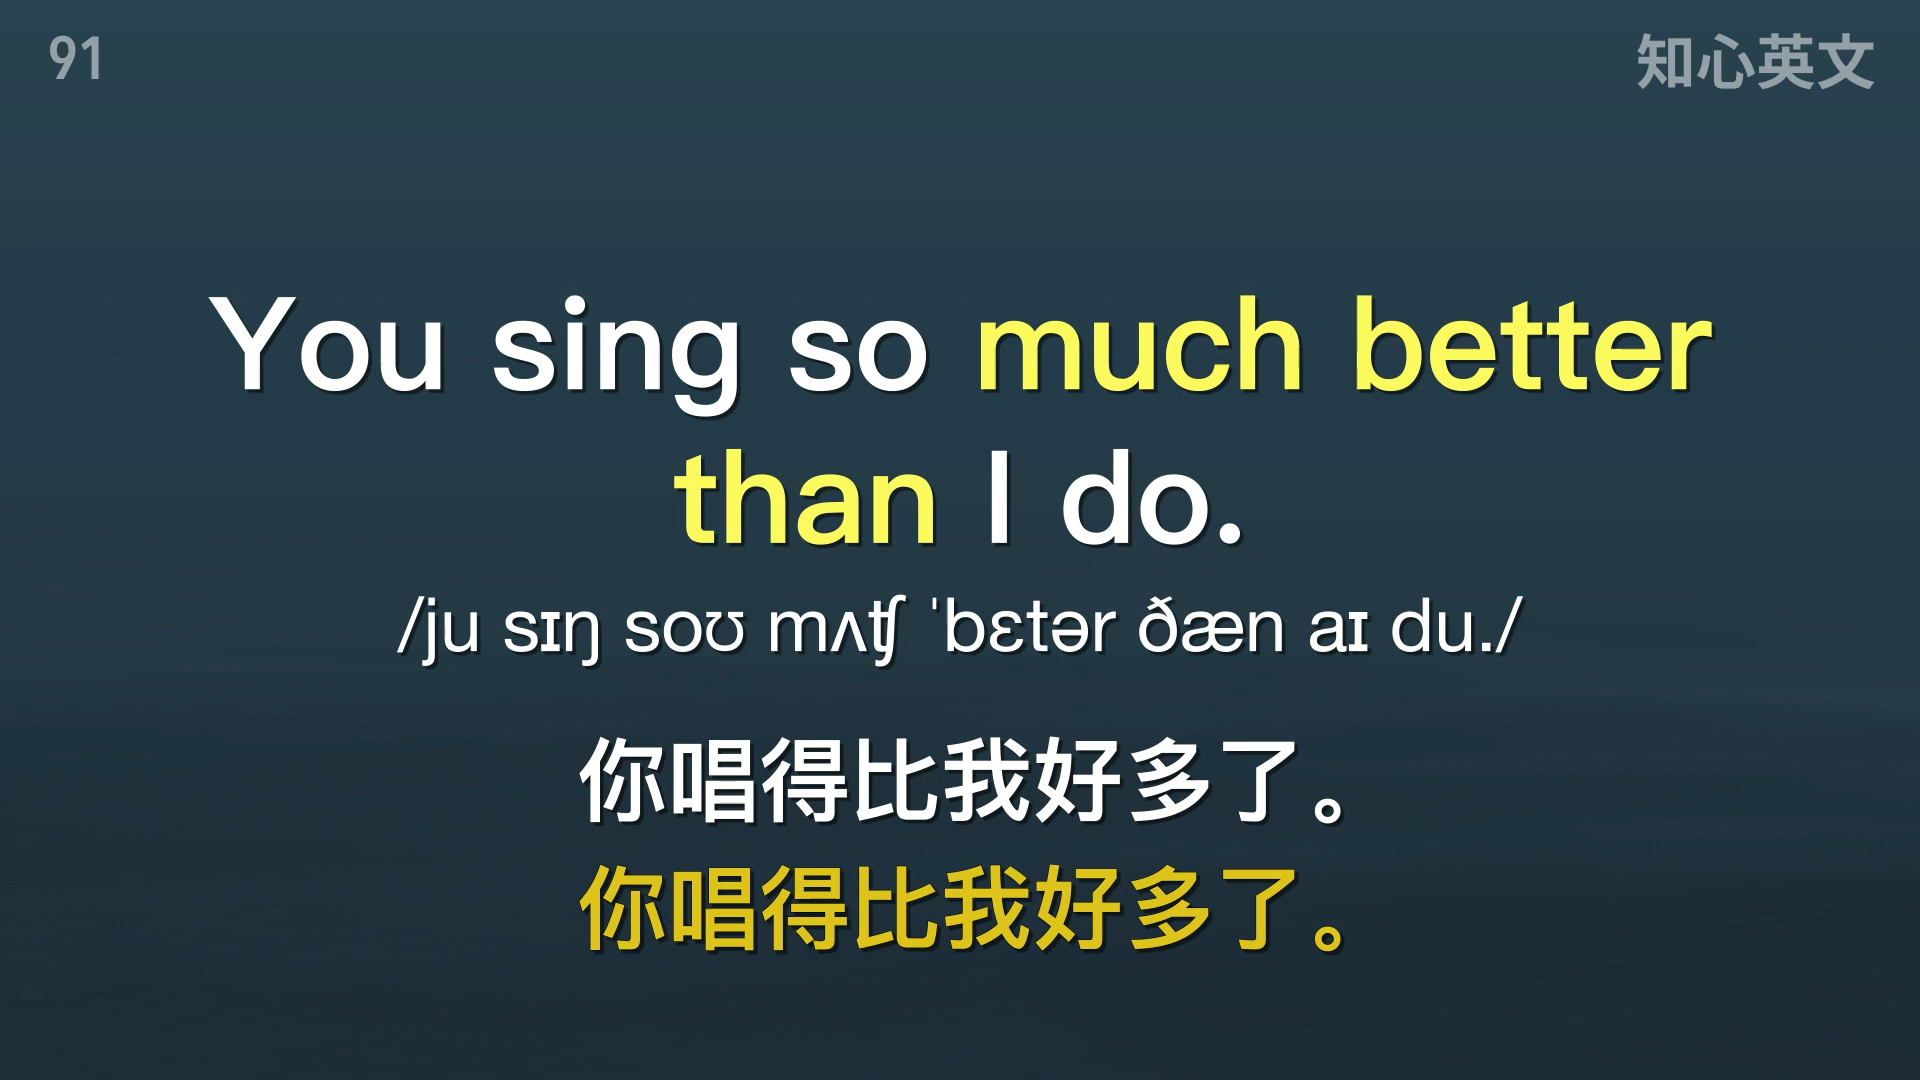 91
知心英文
You sing so much better
than I do.
/ju sɪŋ soʊ mʌʧ ˈbɛtər ðæn aɪ du./
你唱得比我好多了。
你唱得比我好多了。